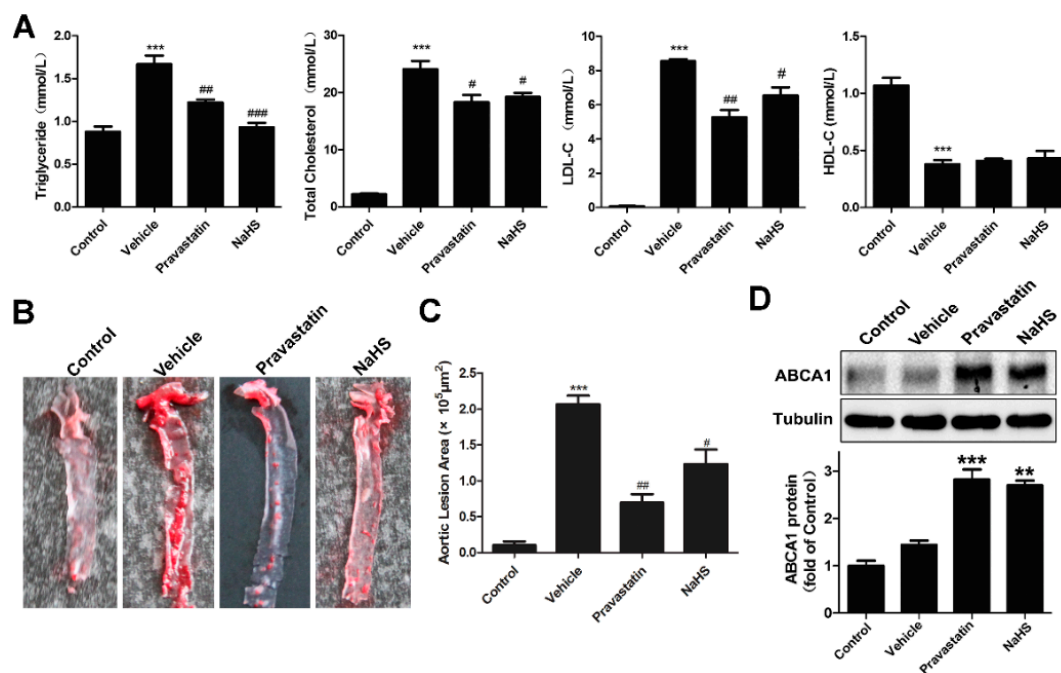 A
Triglyceride (mmol/L)
2.0
1.5
1.0
0.5
0.0
***
##
###
Control
Vehicle
Pravastatin
NaHS
Total Cholesterol (mmol/L)
30
20
10
0
***
#
#
Control
Vehicle
Pravastatin
NaHS
LDL-C (mmol/L)
10
8
6
4
2
0
***
##
#
Control
Vehicle
Pravastatin
NaHS
HDL-C (mmol/L)
1.5
1.0
0.5
0.0
***
Control
Vehicle
Pravastatin
NaHS
B
Control
Vehicle
Pravastatin
NaHS
C
Aortic Lesion Area (× 10⁵μm²)
2.5
2.0
1.5
1.0
0.5
0.0
***
##
#
Control
Vehicle
Pravastatin
NaHS
D
Control
Vehicle
Pravastatin
NaHS
ABCA1
Tubulin
ABCA1 protein
(fold of Control)
3
2
1
0
***
**
Control
Vehicle
Pravastatin
NaHS